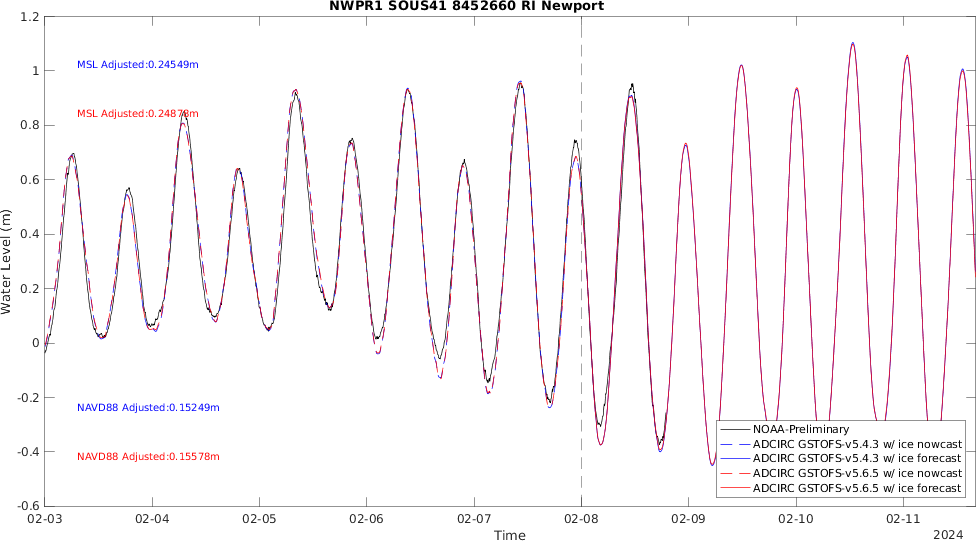 NWPR1 SOUS41 8452660 RI Newport
1.2
1
0.8
0.6
0.4
0.2
0
-0.2
-0.4
-0.6
Water Level (m)
MSL Adjusted:0.24549m
MSL Adjusted:0.24878m
NAVD88 Adjusted:0.15249m
NAVD88 Adjusted:0.15578m
NOAA-Preliminary
ADCIRC GSTOFS-v5.4.3 w/ ice nowcast
ADCIRC GSTOFS-v5.4.3 w/ ice forecast
ADCIRC GSTOFS-v5.6.5 w/ ice nowcast
ADCIRC GSTOFS-v5.6.5 w/ ice forecast
02-03 02-04 02-05 02-06 02-07 02-08 02-09 02-10 02-11
Time
2024